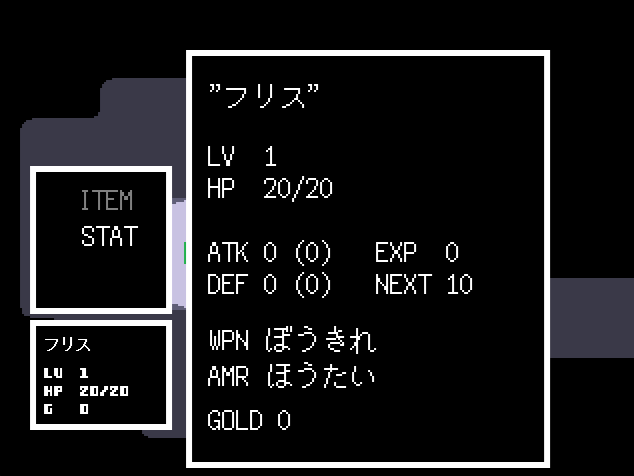 ITEM
STAT
フリス
LV 1
HP 20/20
G 0
"フリス"
LV 1
HP 20/20
ATK 0 (0) EXP 0
DEF 0 (0) NEXT 10
WPN ぼうきれ
AMR ほうたい
GOLD 0